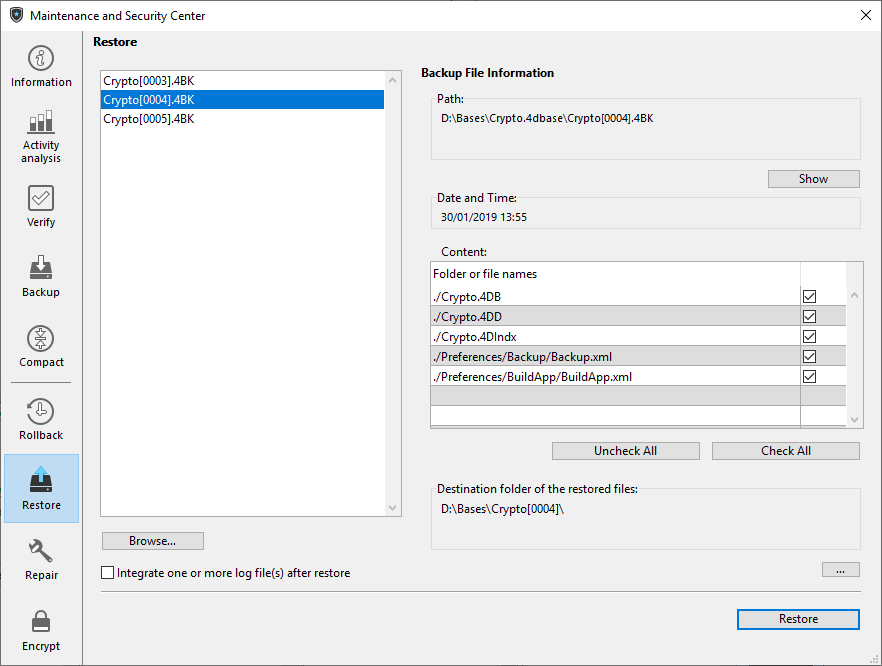 Maintenance and Security Center
Information
Activity
analysis
Verify
Backup
Compact
Rollback
Restore
Repair
Encrypt
Restore
Crypto[0003].4BK
Crypto[0004].4BK
Crypto[0005].4BK
Browse...
Integrate one or more log file(s) after restore
Backup File Information
Path:
D:\Bases\Crypto.4dbase\Crypto[0004].4BK
Show
Date and Time:
30/01/2019 13:55
Content:
Folder or file names
./Crypto.4DB
./Crypto.4DD
./Crypto.4DIndx
./Preferences/Backup/Backup.xml
./Preferences/BuildApp/BuildApp.xml
Uncheck All
Check All
Destination folder of the restored files:
D:\Bases\Crypto[0004]\
...
Restore